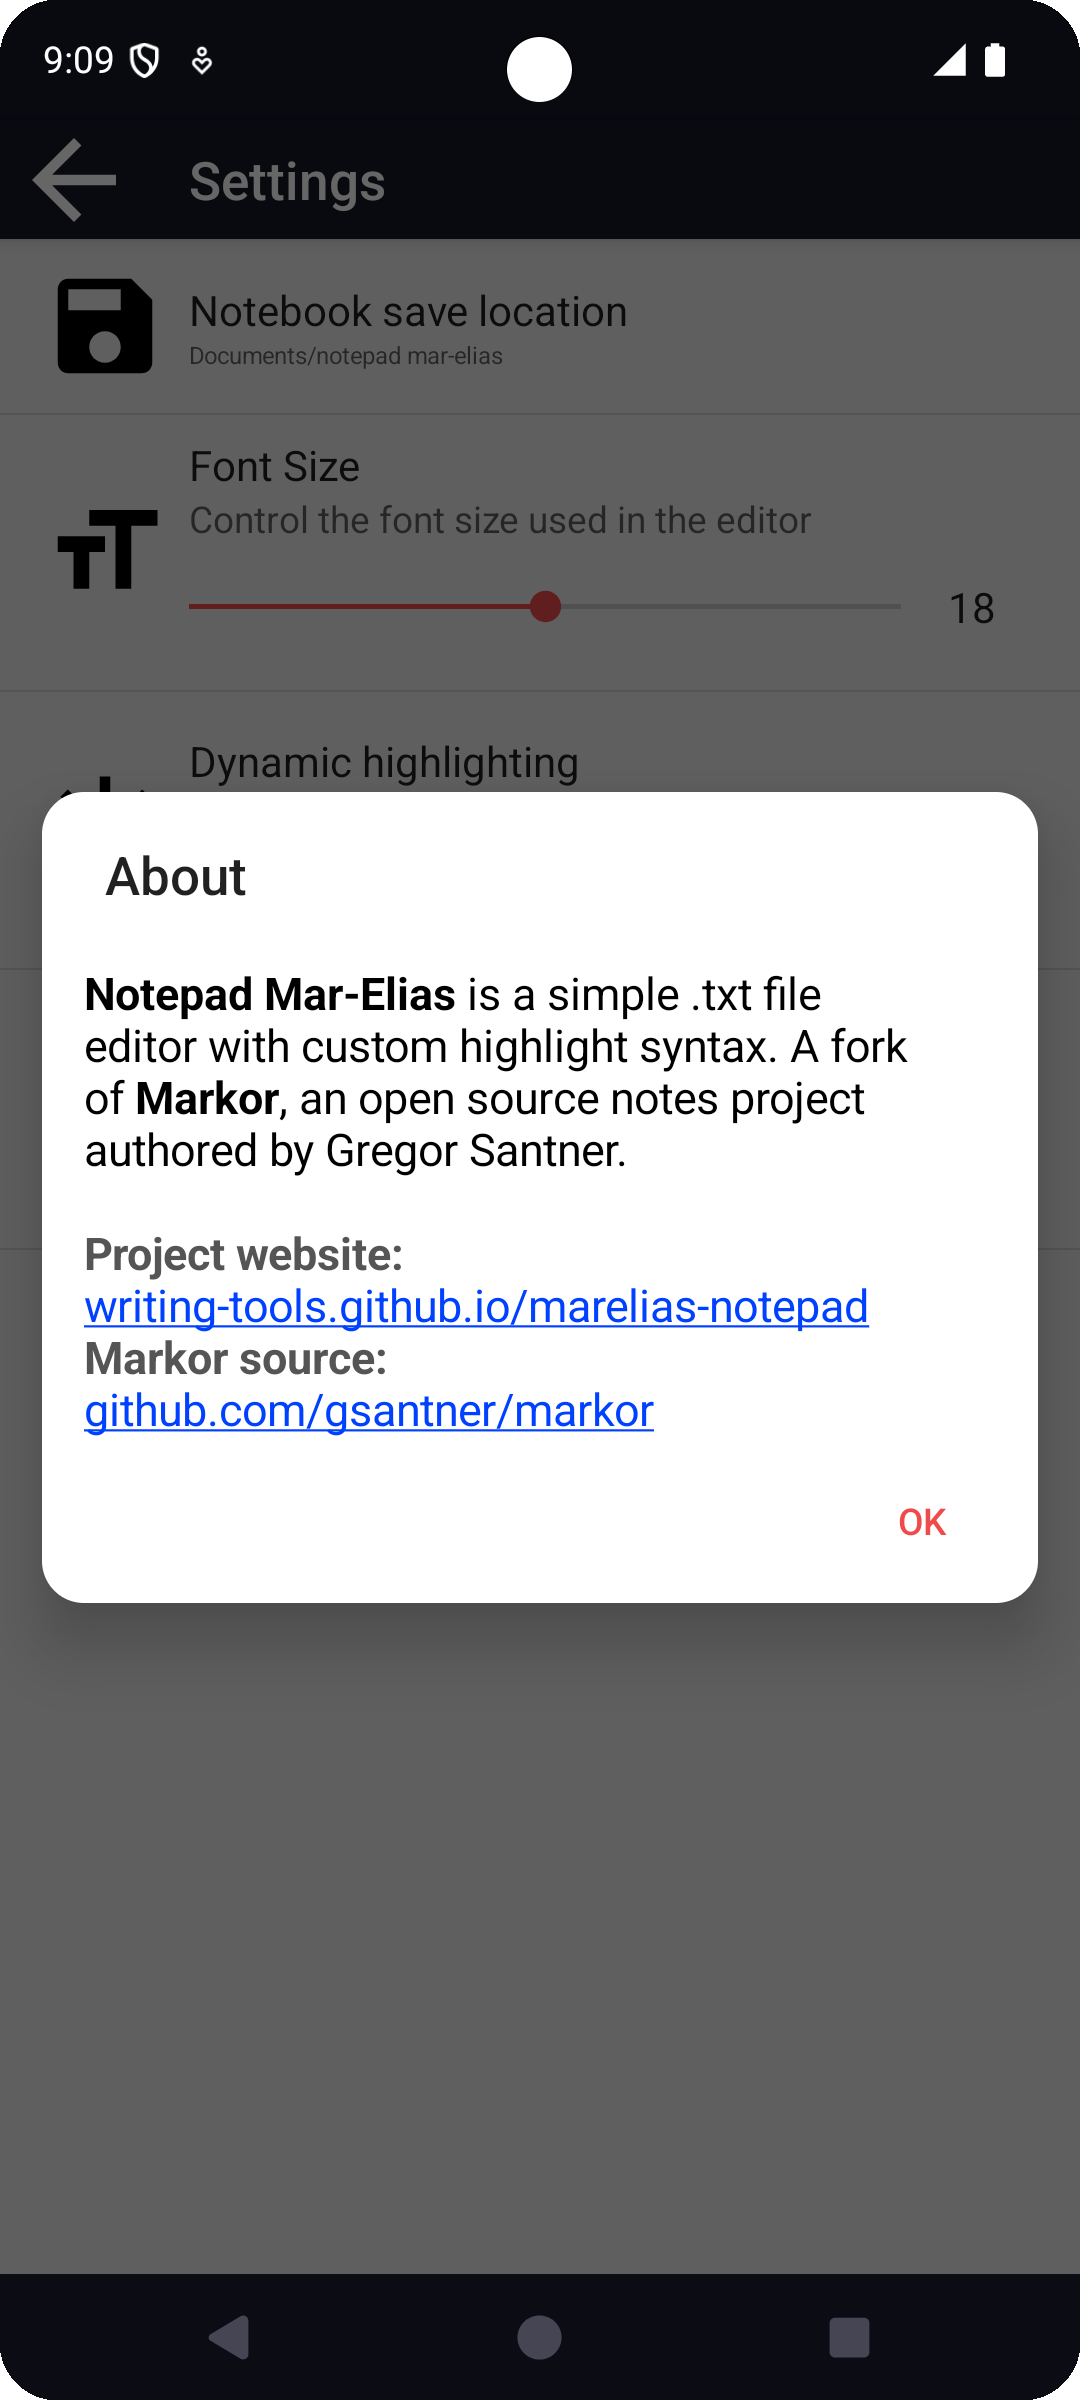 9:09
Settings
Notebook save location
Documents/notepad mar-elias
Font Size
Control the font size used in the editor
18
Dynamic highlighting
About
Notepad Mar-Elias is a simple .txt file
editor with custom highlight syntax. A fork
of Markor, an open source notes project
authored by Gregor Santner.
Project website:
writing-tools.github.io/marelias-notepad
Markor source:
github.com/gsantner/markor
OK